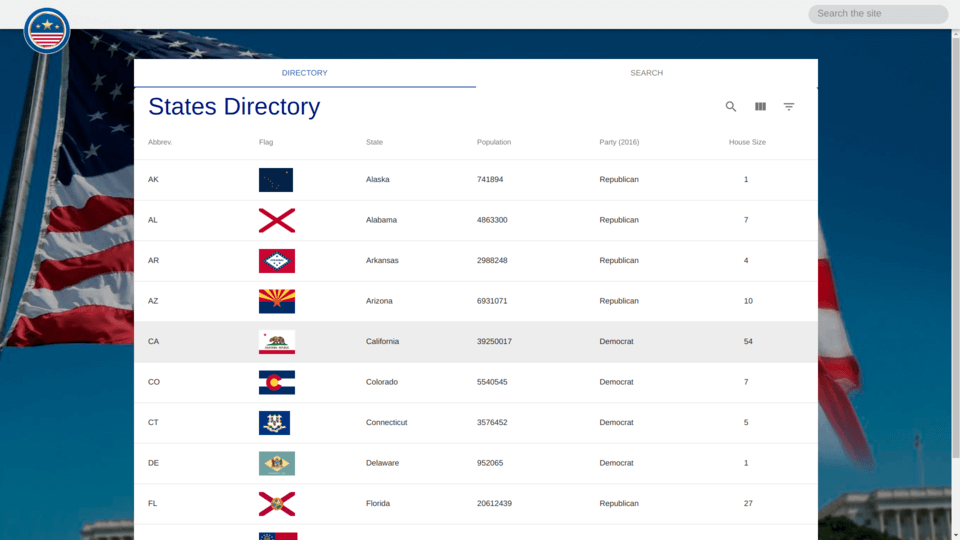 Search the site
DIRECTORY SEARCH
States Directory
Abbrev. Flag State Population Party (2016) House Size
AK Alaska 741894 Republican 1
AL Alabama 4863300 Republican 7
AR Arkansas 2988248 Republican 4
AZ Arizona 6931071 Republican 10
CA California 39250017 Democrat 54
CO Colorado 5540545 Democrat 7
CT Connecticut 3576452 Democrat 5
DE Delaware 952065 Democrat 1
FL Florida 20612439 Republican 27